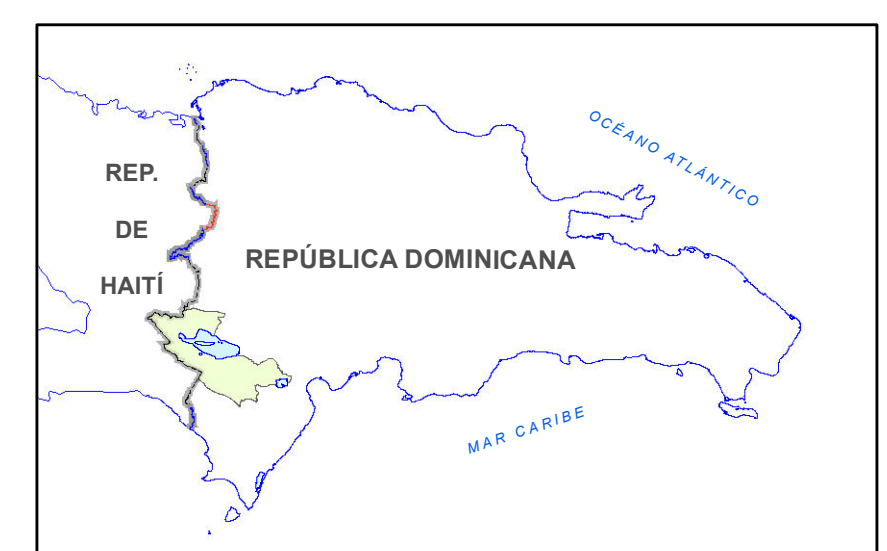 OCÉANO ATLÁNTICO
REP.
DE
HAITÍ
REPÚBLICA DOMINICANA
MAR CARIBE